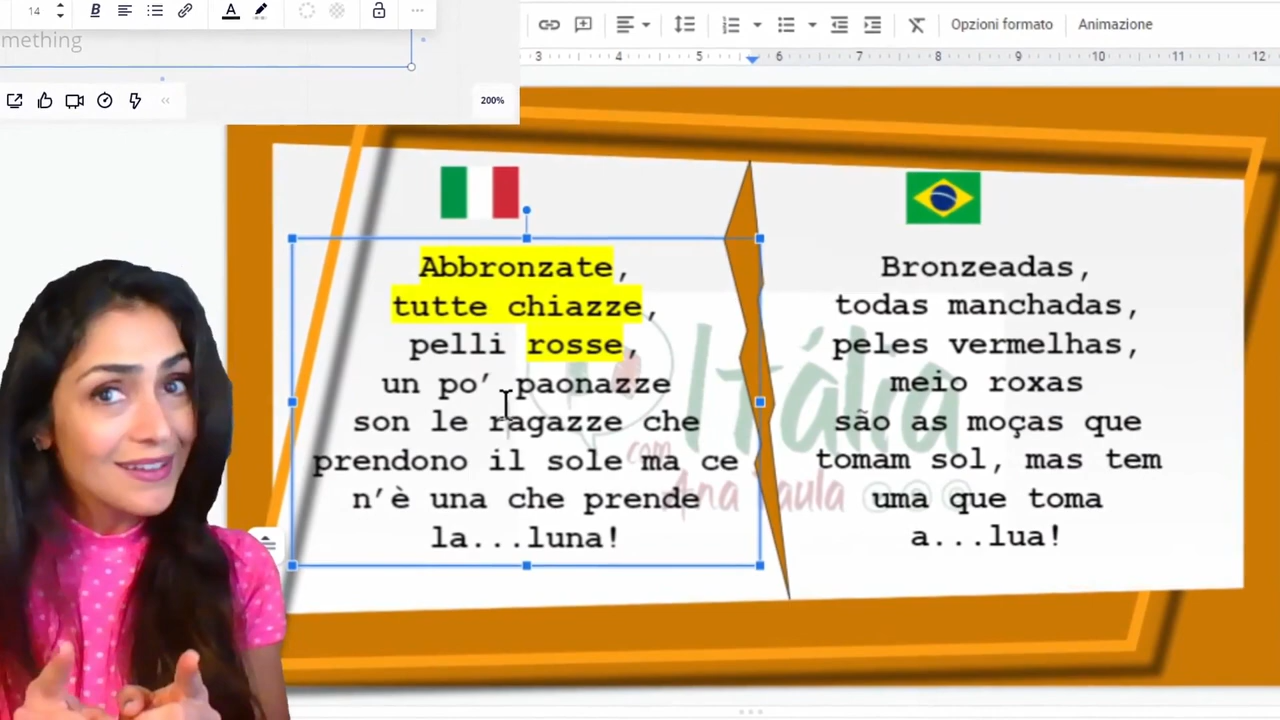 14
B
A
mething
200%
Opzioni formato
Animazione
3 4 5 6 7 8 9 10 11 12
Abbronzate,
tutte chiazze,
pelli rosse,
un po’ paonazze
son le ragazze che
prendono il sole ma ce
n’è una che prende
la...luna!
Bronzeadas,
todas manchadas,
peles vermelhas,
meio roxas
são as moças que
tomam sol, mas tem
uma que toma
a...lua!
Itália
com
Ana Paula